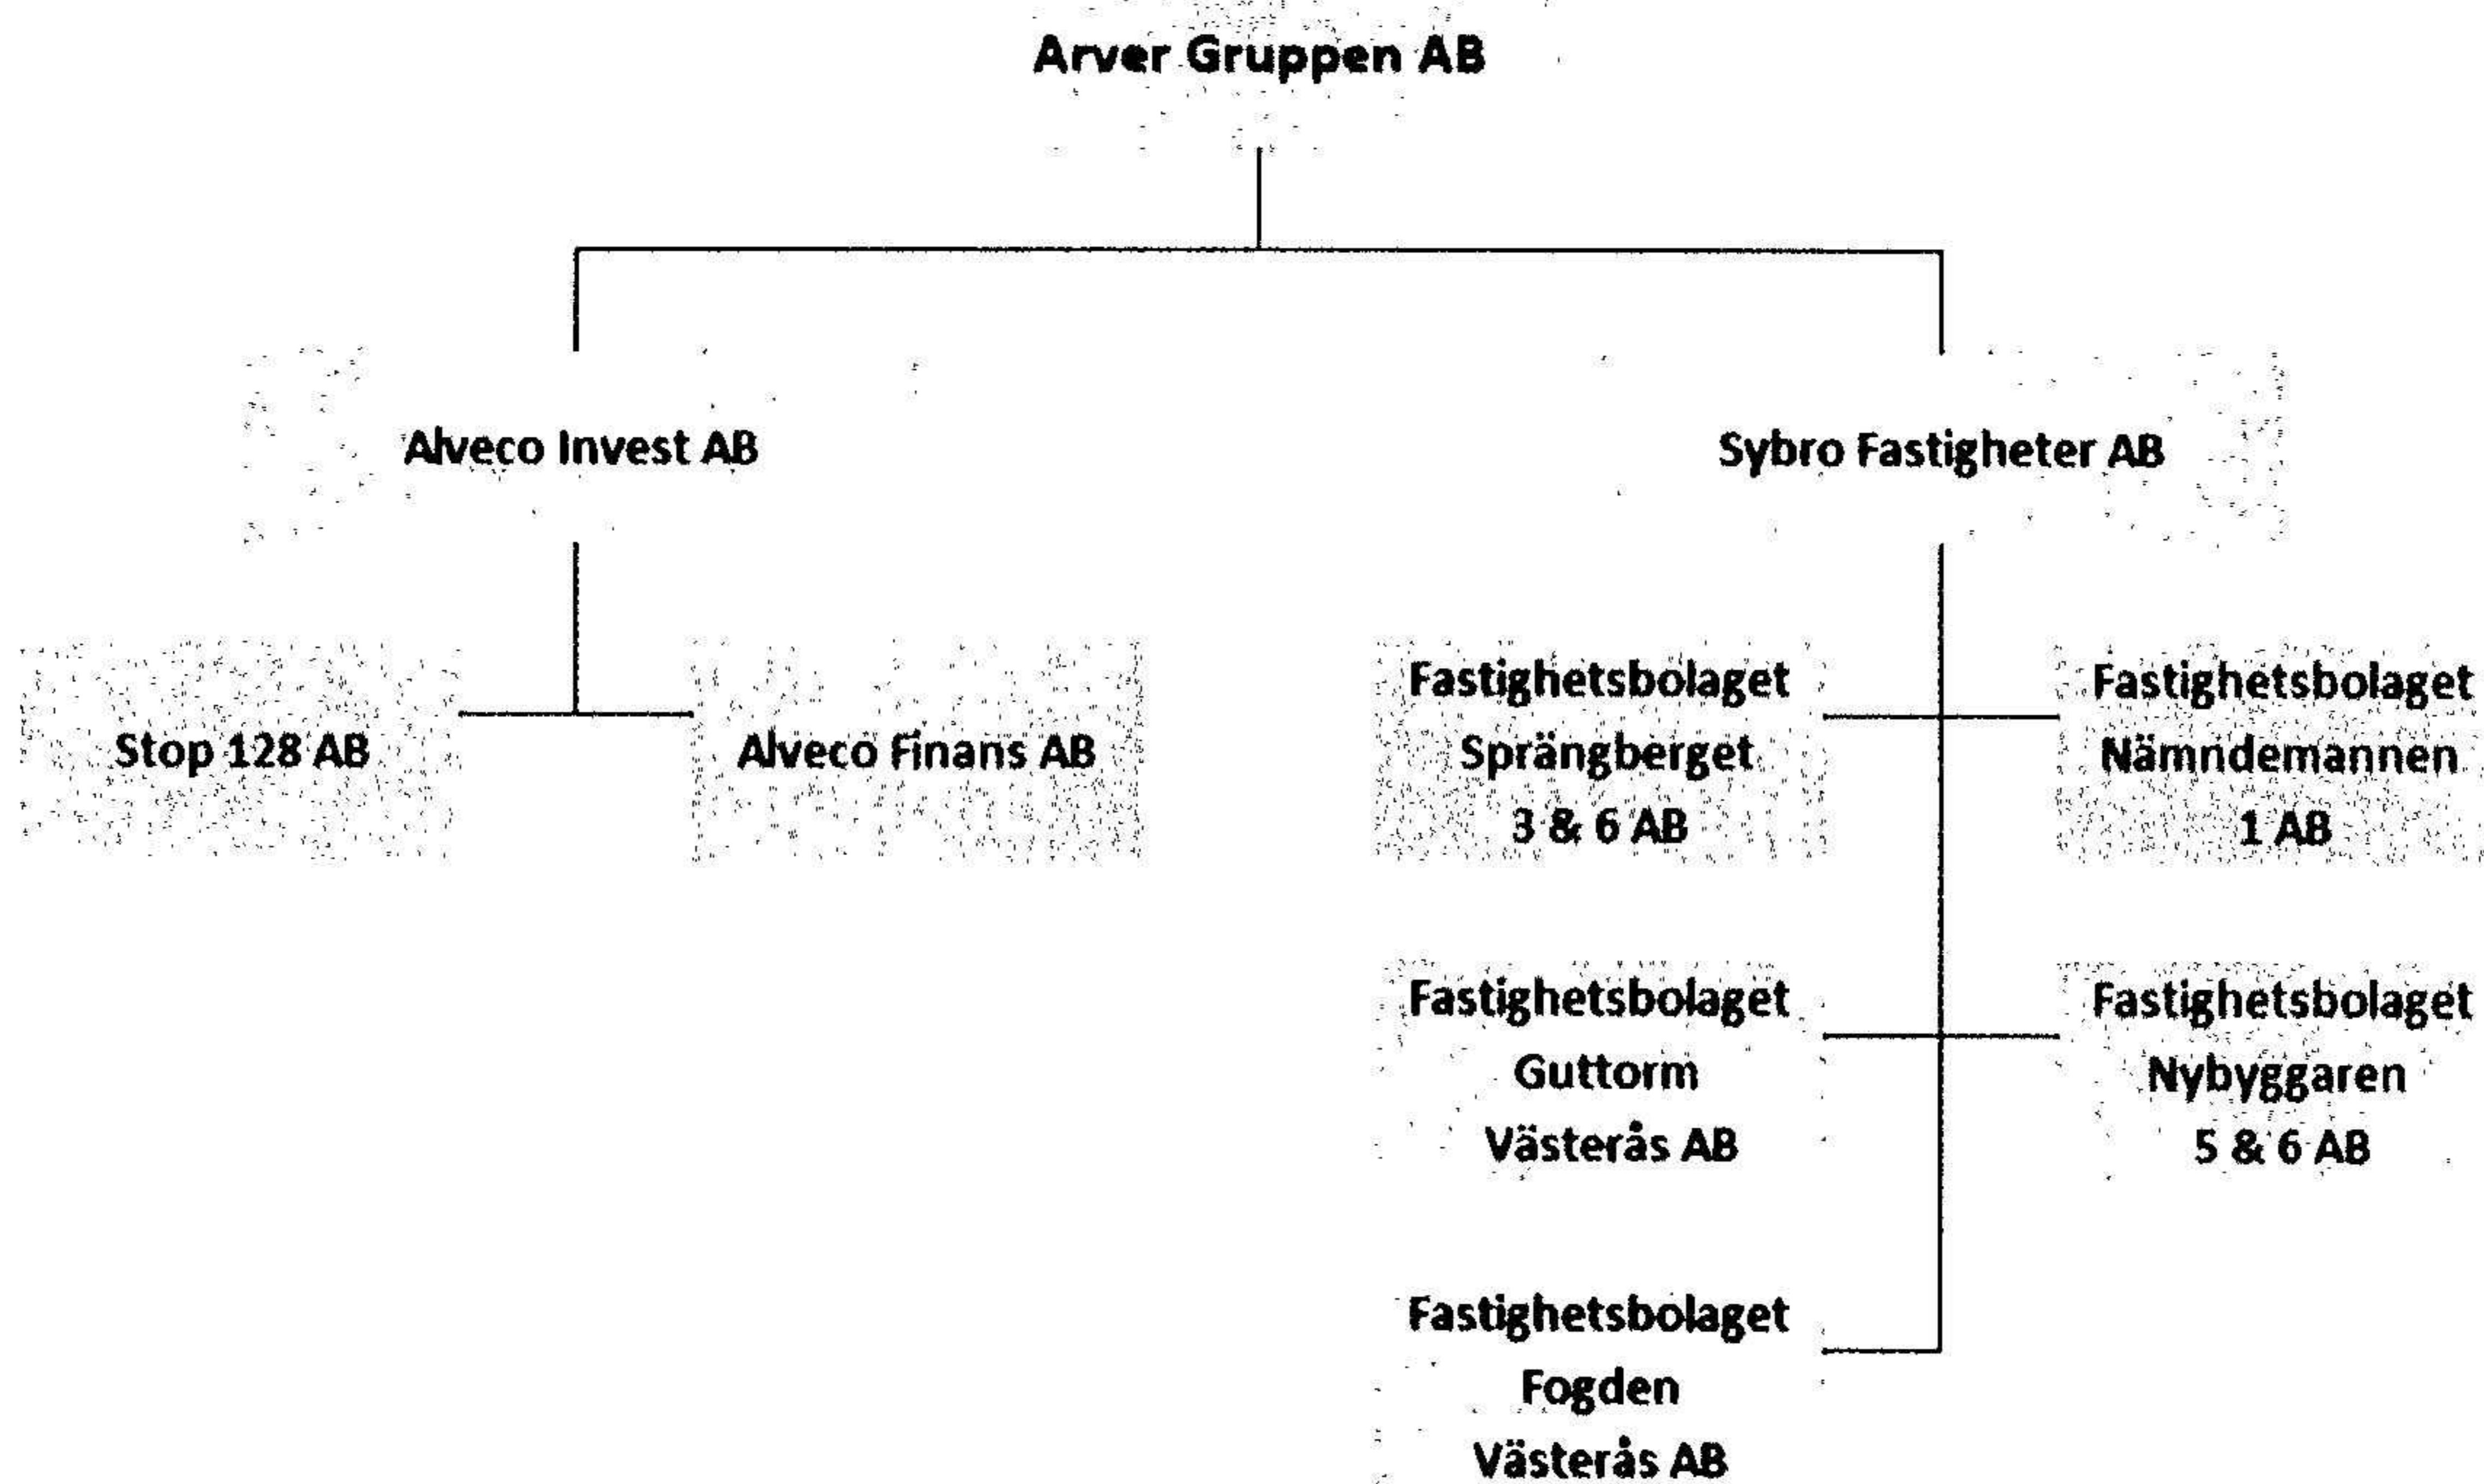 Arver Gruppen AB
Alveco Invest AB
Sybro Fastigheter AB
Stop 128 AB
Alveco Finans AB
Fastighetsbolaget
Sprängberget
3 & 6 AB
Fastighetsbolaget
Nämndemannen
1 AB
Fastighetsbolaget
Guttorm
Västerås AB
Fastighetsbolaget
Nybyggaren
5 & 6 AB
Fastighetsbolaget
Fogden
Västerås AB